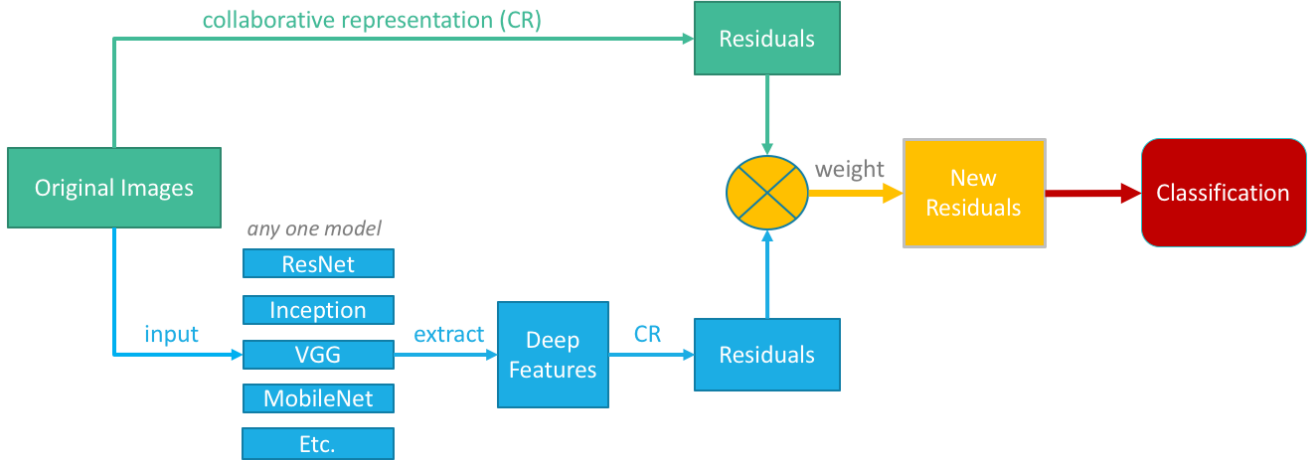 collaborative representation (CR)
Residuals
Original Images
weight
New
Residuals
Classification
any one model
ResNet
Inception
input
VGG
extract
Deep
Features
CR
Residuals
MobileNet
Etc.